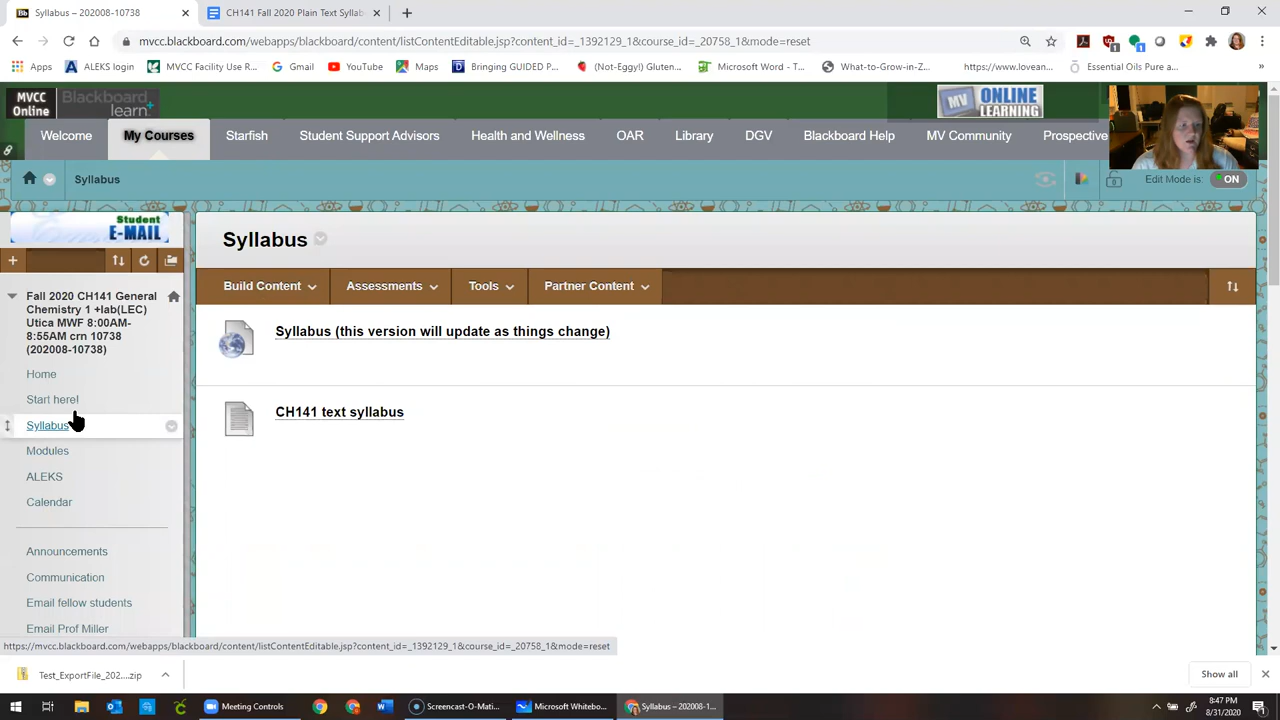 Syllabus – 202008-10738
CH141 Fall 2020 Plain Text Syllab
mvcc.blackboard.com/webapps/blackboard/content/listContentEditable.jsp?content_id=_1392129_1&course_id=_20758_1&mode=reset
Apps
ALEKS login
MVCC Facility Use R...
Gmail
YouTube
Maps
Bringing GUIDED P...
(Not-Eggy!) Gluten...
Microsoft Word - T...
What-to-Grow-in-Z...
https://www.lovean...
Essential Oils Pure a...
MVCC Online
Blackboard learn+
MV ONLINE LEARNING
Welcome
My Courses
Starfish
Student Support Advisors
Health and Wellness
OAR
Library
DGV
Blackboard Help
MV Community
Prospective
Syllabus
Edit Mode is: ON
Student
E-MAIL
Fall 2020 CH141 General
Chemistry 1 +lab(LEC)
Utica MWF 8:00AM-
8:55AM crn 10738
(202008-10738)
Home
Start here!
Syllabus
Modules
ALEKS
Calendar
Announcements
Communication
Email fellow students
Email Prof Miller
Syllabus
Build Content
Assessments
Tools
Partner Content
Syllabus (this version will update as things change)
CH141 text syllabus
https://mvcc.blackboard.com/webapps/blackboard/content/listContentEditable.jsp?content_id=_1392129_1&course_id=_20758_1&mode=reset
Test_ExportFile_202....zip
Show all
Meeting Controls
Screencast-O-Mati...
Microsoft Whitebo...
Syllabus – 202008-1...
8:47 PM
8/31/2020